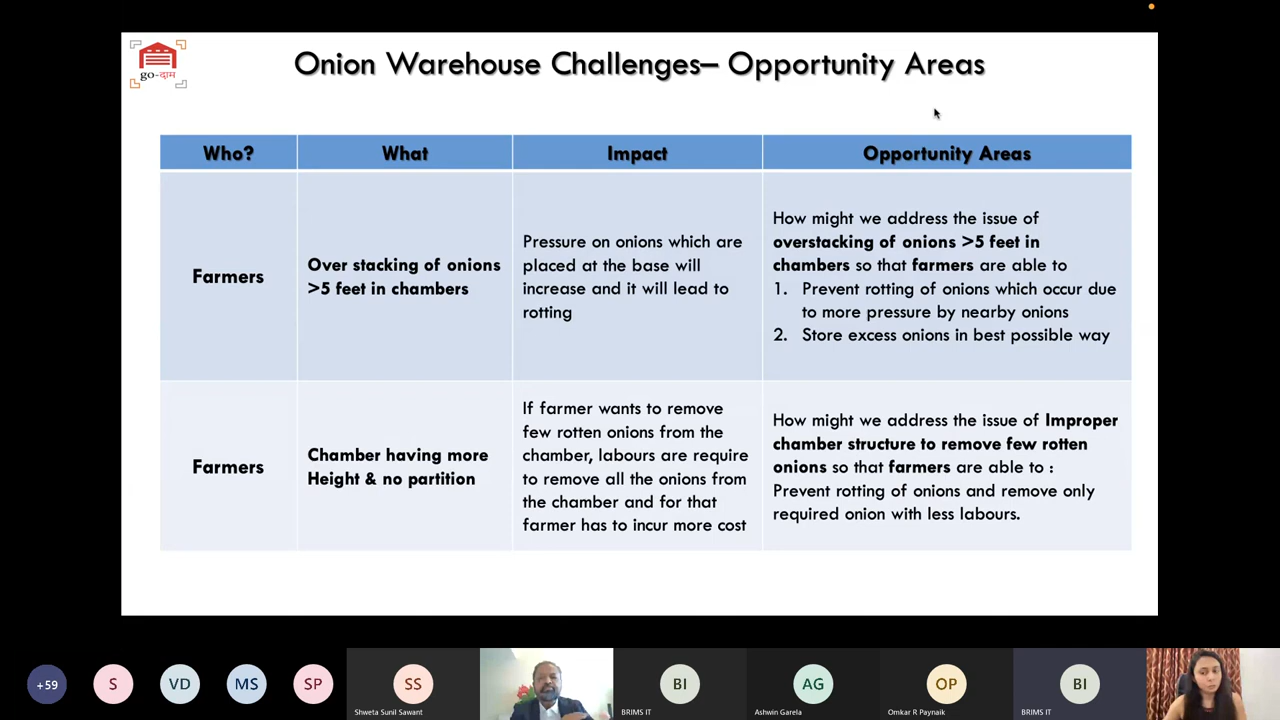 go-दाम
Onion Warehouse Challenges– Opportunity Areas
Who?
What
Impact
Opportunity Areas
Farmers
Over stacking of onions
>5 feet in chambers
Pressure on onions which are
placed at the base will
increase and it will lead to
rotting
How might we address the issue of
overstacking of onions >5 feet in
chambers so that farmers are able to
1. Prevent rotting of onions which occur due
to more pressure by nearby onions
2. Store excess onions in best possible way
Farmers
Chamber having more
Height & no partition
If farmer wants to remove
few rotten onions from the
chamber, labours are require
to remove all the onions from
the chamber and for that
farmer has to incur more cost
How might we address the issue of Improper
chamber structure to remove few rotten
onions so that farmers are able to :
Prevent rotting of onions and remove only
required onion with less labours.
+59
S
VD
MS
SP
SS
Shweta Sunil Sawant
BI
BRIMS IT
AG
Ashwin Garela
OP
Omkar R Paynaik
BI
BRIMS IT